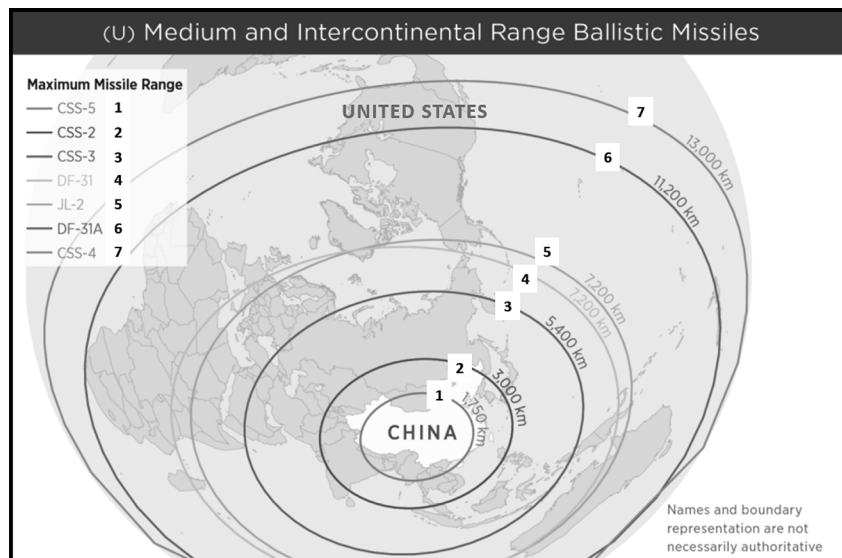 (U) Medium and Intercontinental Range Ballistic Missiles
Maximum Missile Range
CSS-5 1
CSS-2 2
CSS-3 3
DF-31 4
JL-2 5
DF-31A 6
CSS-4 7
UNITED STATES
7
13,000 km
6
11,200 km
5
7,200 km
4
7,200 km
3
5,400 km
2
3,000 km
1
1,750 km
CHINA
Names and boundary
representation are not
necessarily authoritative